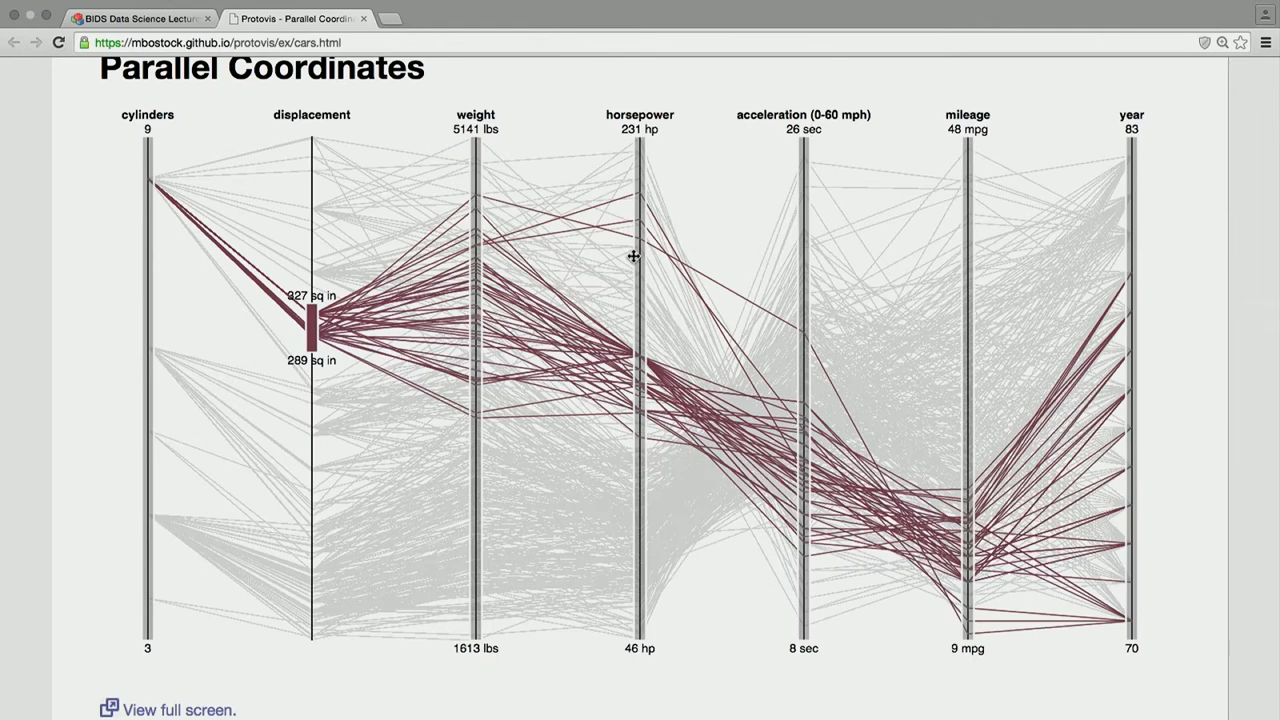 BIDS Data Science Lectur
Protovis - Parallel Coordin
https://mbostock.github.io/protovis/ex/cars.html
Parallel Coordinates
cylinders displacement weight horsepower acceleration (0-60 mph) mileage year
9 5141 lbs 231 hp 26 sec 48 mpg 83
327 sq in
289 sq in
3 1613 lbs 46 hp 8 sec 9 mpg 70
View full screen.